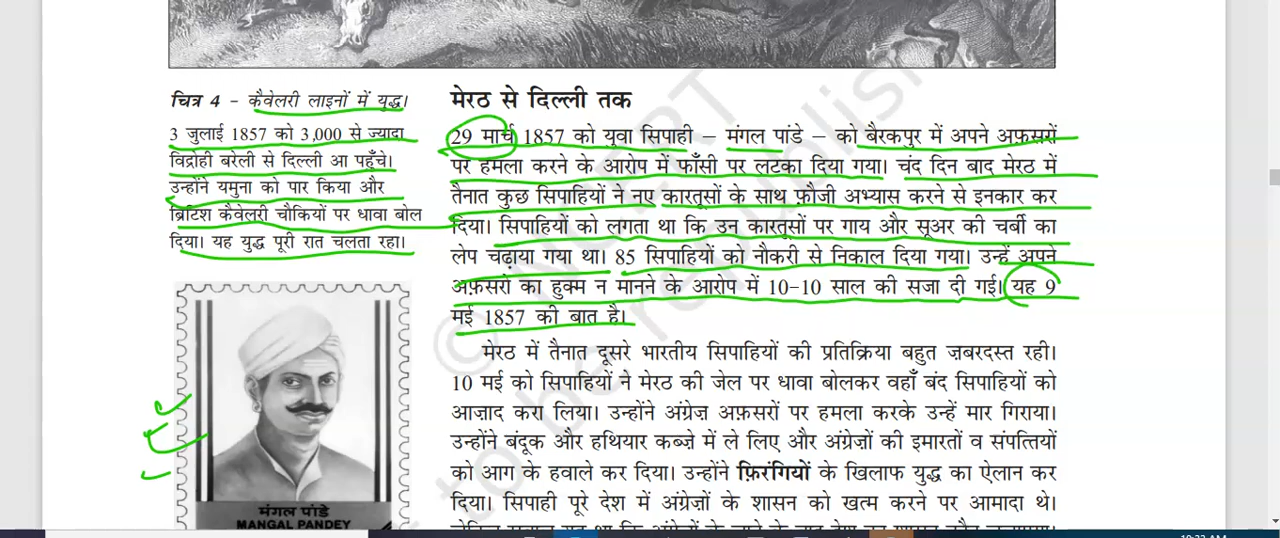 चित्र 4 – कैवेलरी लाइनों में युद्ध।
3 जुलाई 1857 को 3,000 से ज़्यादा
विद्रोही बरेली से दिल्ली आ पहुँचे।
उन्होंने यमुना को पार किया और
ब्रिटिश कैवेलरी चौकियों पर धावा बोल
दिया। यह युद्ध पूरी रात चलता रहा।
मंगल पांडे
MANGAL PANDEY
मेरठ से दिल्ली तक
29 मार्च 1857 को युवा सिपाही – मंगल पांडे – को बैरकपुर में अपने अफ़सरों
पर हमला करने के आरोप में फाँसी पर लटका दिया गया। चंद दिन बाद मेरठ में
तैनात कुछ सिपाहियों ने नए कारतूसों के साथ फ़ौजी अभ्यास करने से इनकार कर
दिया। सिपाहियों को लगता था कि उन कारतूसों पर गाय और सूअर की चर्बी का
लेप चढ़ाया गया था। 85 सिपाहियों को नौकरी से निकाल दिया गया। उन्हें अपने
अफ़सरों का हुक्म न मानने के आरोप में 10-10 साल की सजा दी गई। यह 9
मई 1857 की बात है।
मेरठ में तैनात दूसरे भारतीय सिपाहियों की प्रतिक्रिया बहुत ज़बरदस्त रही।
10 मई को सिपाहियों ने मेरठ की जेल पर धावा बोलकर वहाँ बंद सिपाहियों को
आज़ाद करा लिया। उन्होंने अंग्रेज़ अफ़सरों पर हमला करके उन्हें मार गिराया।
उन्होंने बंदूक और हथियार कब्ज़े में ले लिए और अंग्रेज़ों की इमारतों व संपत्तियों
को आग के हवाले कर दिया। उन्होंने फ़िरंगियों के खिलाफ युद्ध का ऐलान कर
दिया। सिपाही पूरे देश में अंग्रेज़ों के शासन को खत्म करने पर आमादा थे।